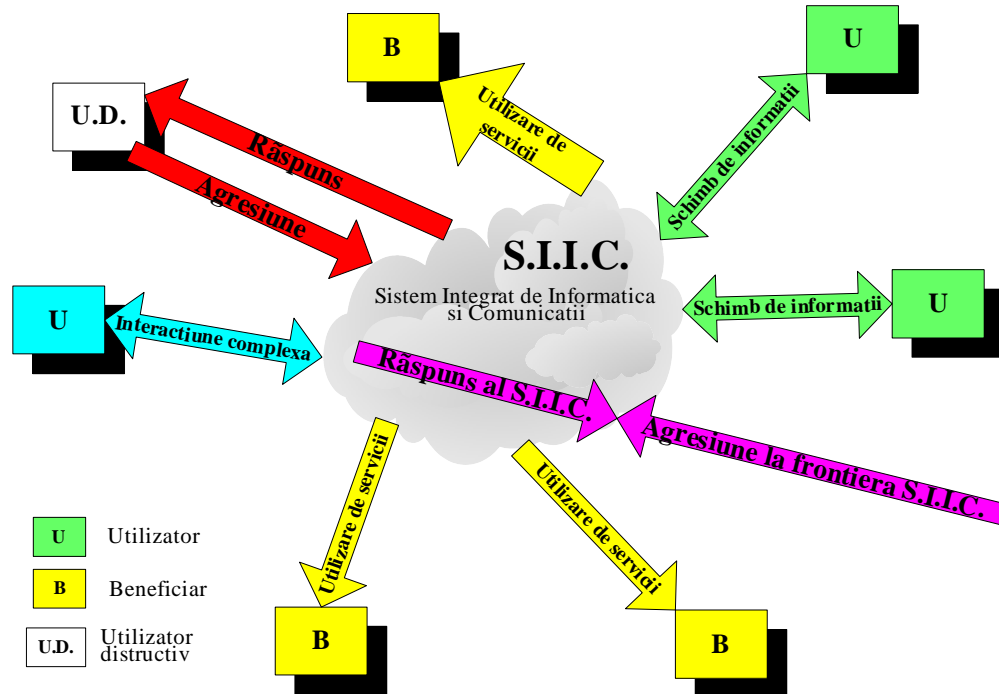 B
U
U.D.
Utilizare de
servicii
Răspuns
Agresiune
Schimb de informatii
S.I.I.C.
Sistem Integrat de Informatica
si Comunicatii
U
Interactiune complexa
Schimb de informatii
U
Răspuns al S.I.I.C.
Agresiune la frontiera S.I.I.C.
Utilizare de servicii
Utilizare de servicii
U Utilizator
B Beneficiar
U.D. Utilizator
distructiv
B
B